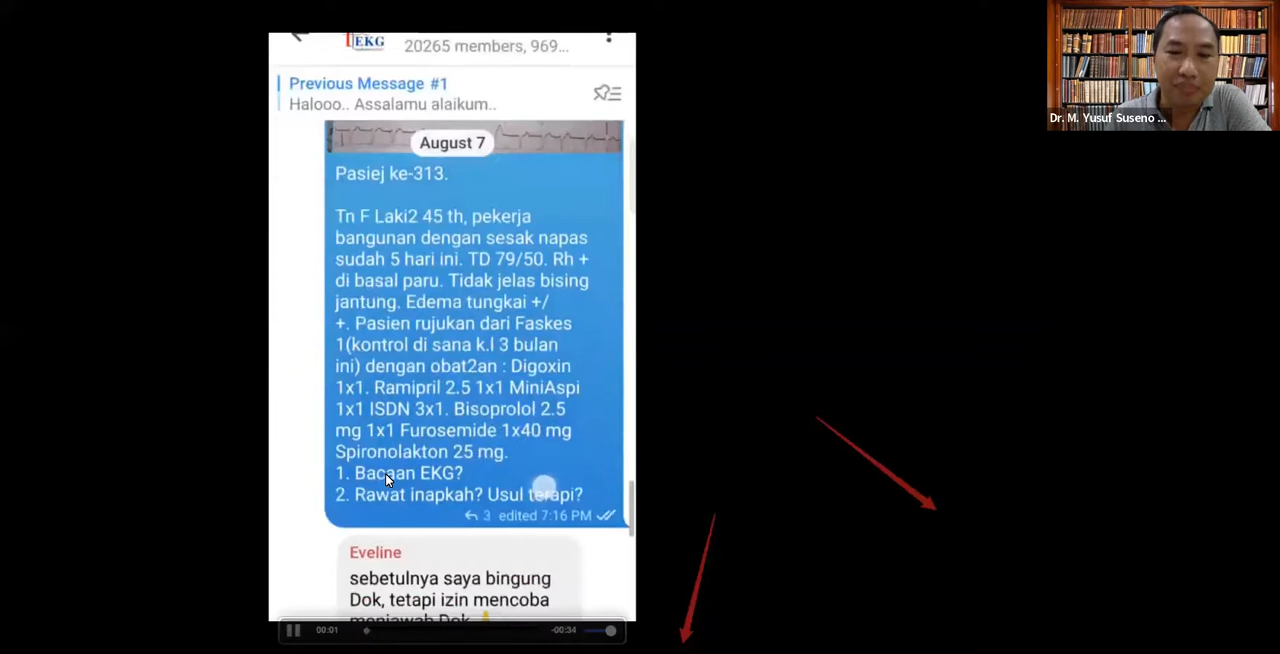 EKG
20265 members, 969...
Previous Message #1
Halooo.. Assalamu alaikum..
August 7
Pasiej ke-313.
Tn F Laki2 45 th, pekerja
bangunan dengan sesak napas
sudah 5 hari ini. TD 79/50. Rh +
di basal paru. Tidak jelas bising
jantung. Edema tungkai +/
+. Pasien rujukan dari Faskes
1(kontrol di sana k.l 3 bulan
ini) dengan obat2an : Digoxin
1x1. Ramipril 2.5 1x1 MiniAspi
1x1 ISDN 3x1. Bisoprolol 2.5
mg 1x1 Furosemide 1x40 mg
Spironolakton 25 mg.
1. Bacaan EKG?
2. Rawat inapkah? Usul terapi?
3 edited 7:16 PM
Eveline
sebetulnya saya bingung
Dok, tetapi izin mencoba
menjawab Dok
00:01
-00:34
Dr. M. Yusuf Suseno ...